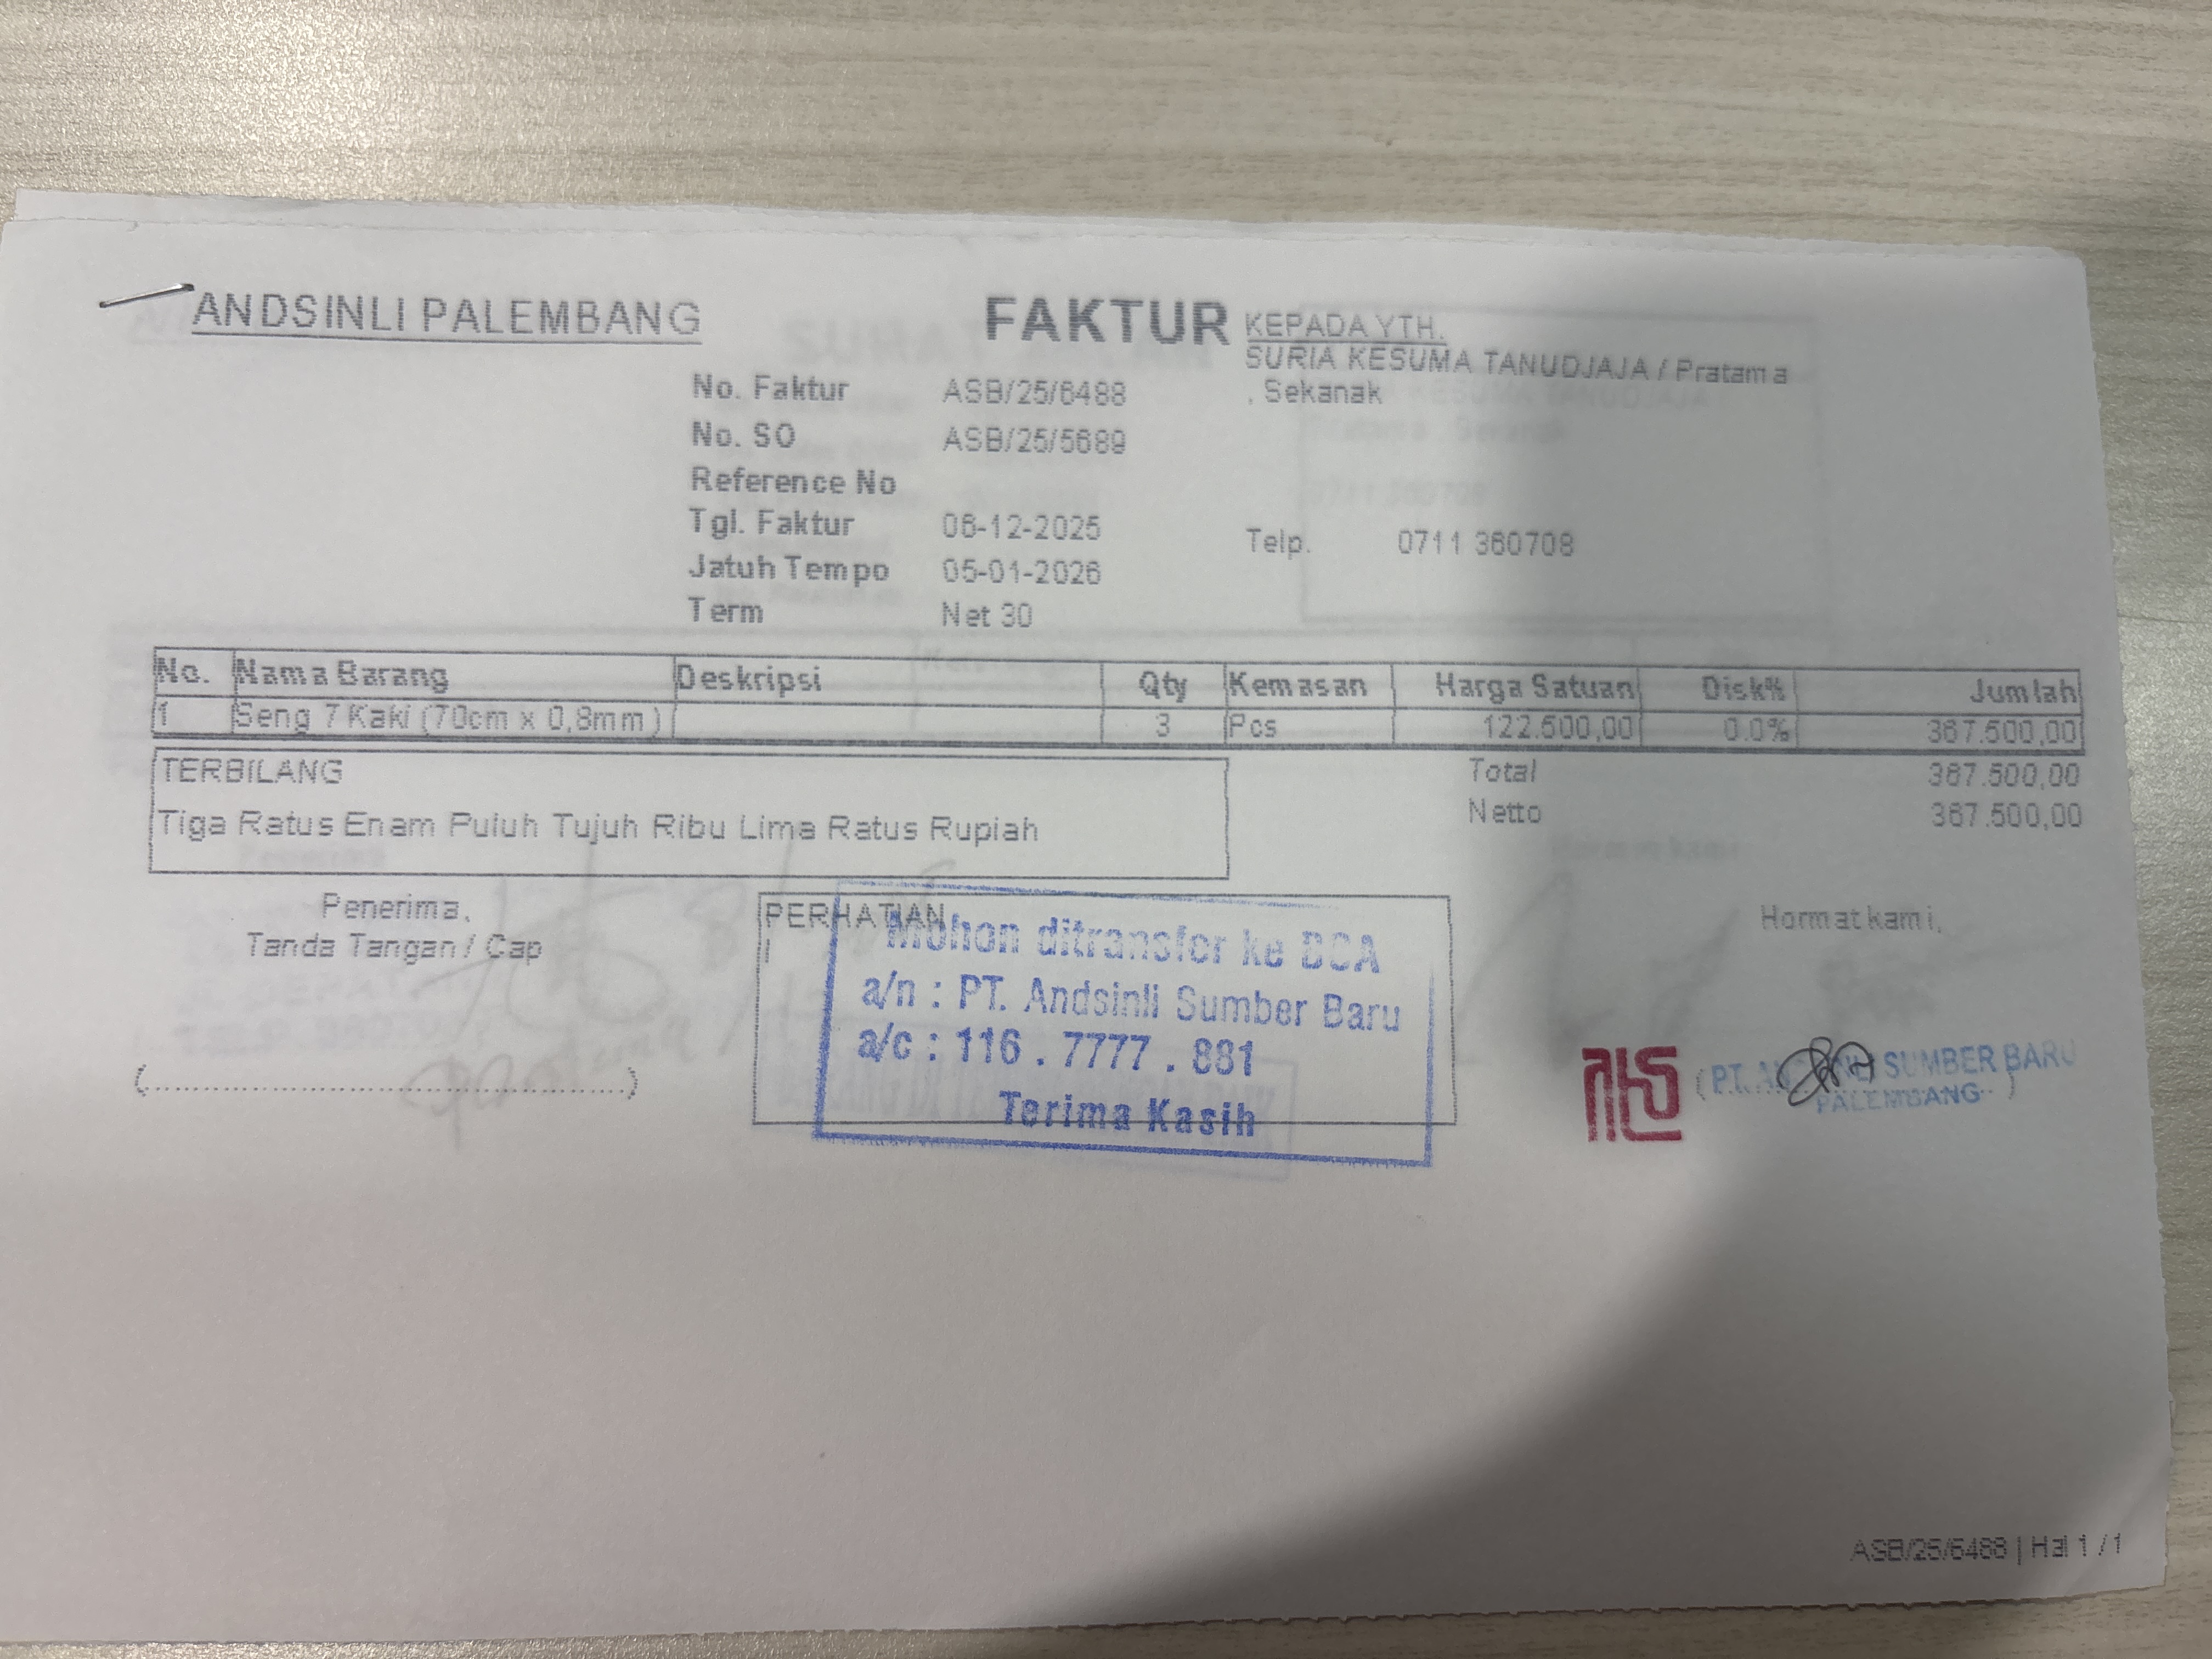 ANDSINLI PALEMBANG
FAKTUR
KEPADA YTH.
SURIA KESUMA TANUDJAJA / Pratama
, Sekanak
No. Faktur ASB/25/6488
No. SO ASB/25/5689
Reference No
Tgl. Faktur 06-12-2025
Telp. 0711 360708
Jatuh Tempo 05-01-2026
Term Net 30
No. Nama Barang Deskripsi Qty Kemasan Harga Satuan Disk% Jumlah
1 Seng 7 Kaki (70cm x 0,8mm) 3 Pcs 122.500,00 0.0% 367.500,00
TERBILANG
Tiga Ratus Enam Puluh Tujuh Ribu Lima Ratus Rupiah
Total 367.500,00
Netto 367.500,00
Penerima,
Tanda Tangan / Cap
PERHATIAN
Mohon ditransfer ke BCA
a/n : PT. Andsinli Sumber Baru
a/c : 116 . 7777 . 881
Terima Kasih
Hormat kami,
PT. ANDSINLI SUMBER BARU
PALEMBANG
ASB/25/6488 | Hal 1 / 1